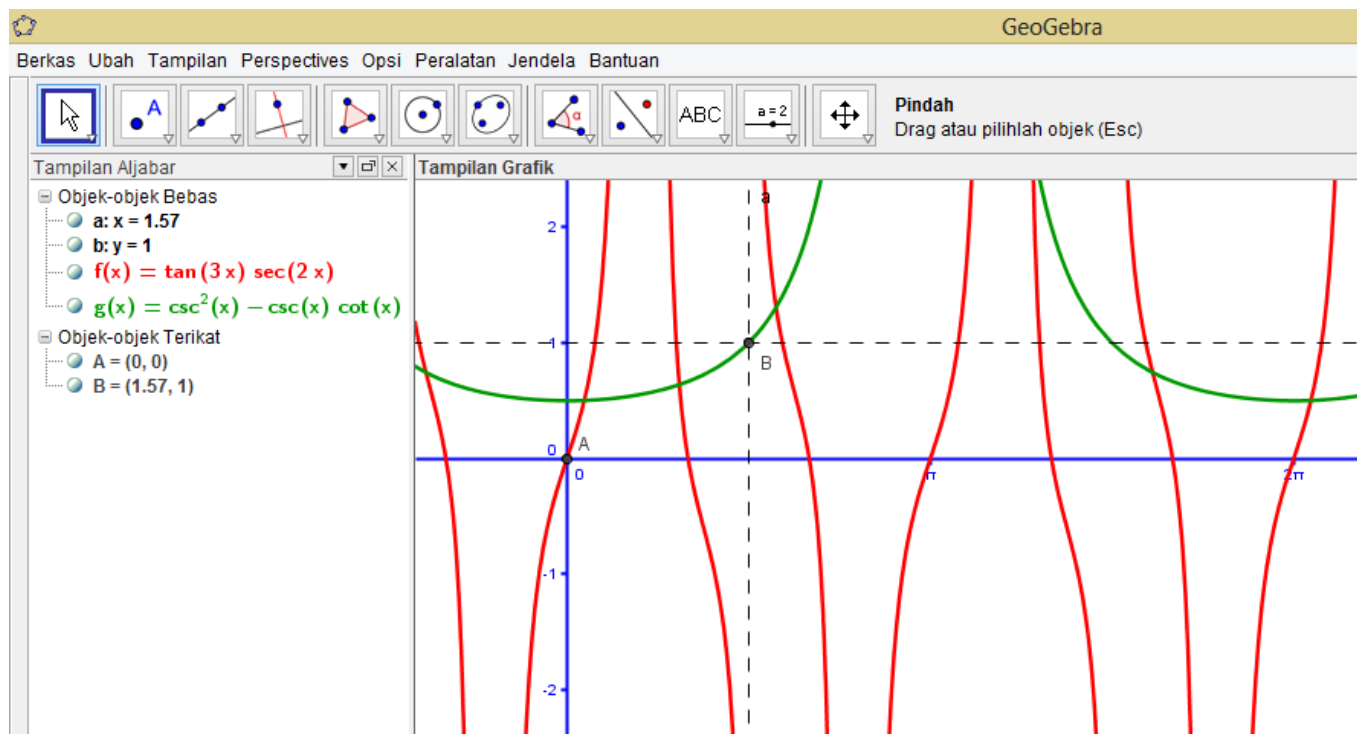 GeoGebra
Berkas Ubah Tampilan Perspectives Opsi Peralatan Jendela Bantuan
A
α
ABC
a=2
Pindah
Drag atau pilihlah objek (Esc)
Tampilan Aljabar
Tampilan Grafik
Objek-objek Bebas
a: x = 1.57
b: y = 1
f(x) = tan (3 x) sec(2 x)
g(x) = csc²(x) − csc(x) cot (x)
Objek-objek Terikat
A = (0, 0)
B = (1.57, 1)
a
2
1
B
A
0
0
π
2π
-1
-2